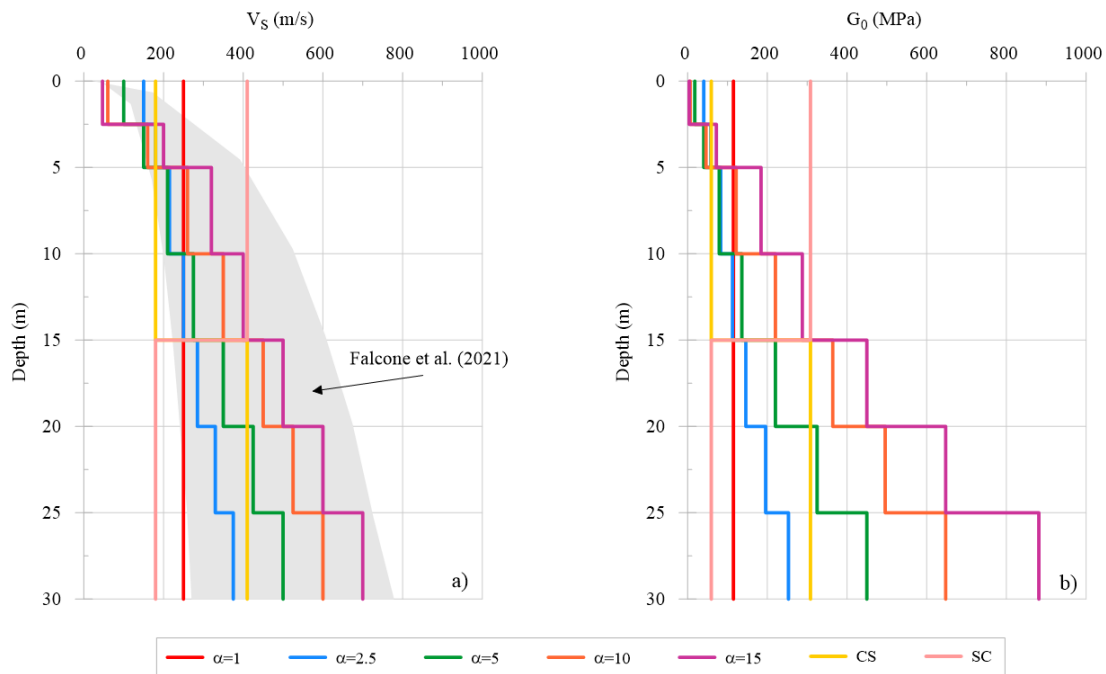 V_S (m/s)
0 200 400 600 800 1000
0
5
10
15
20
25
30
Depth (m)
Falcone et al. (2021)
a)
G_0 (MPa)
0 200 400 600 800 1000
0
5
10
15
20
25
30
Depth (m)
b)
α=1 α=2.5 α=5 α=10 α=15 CS SC